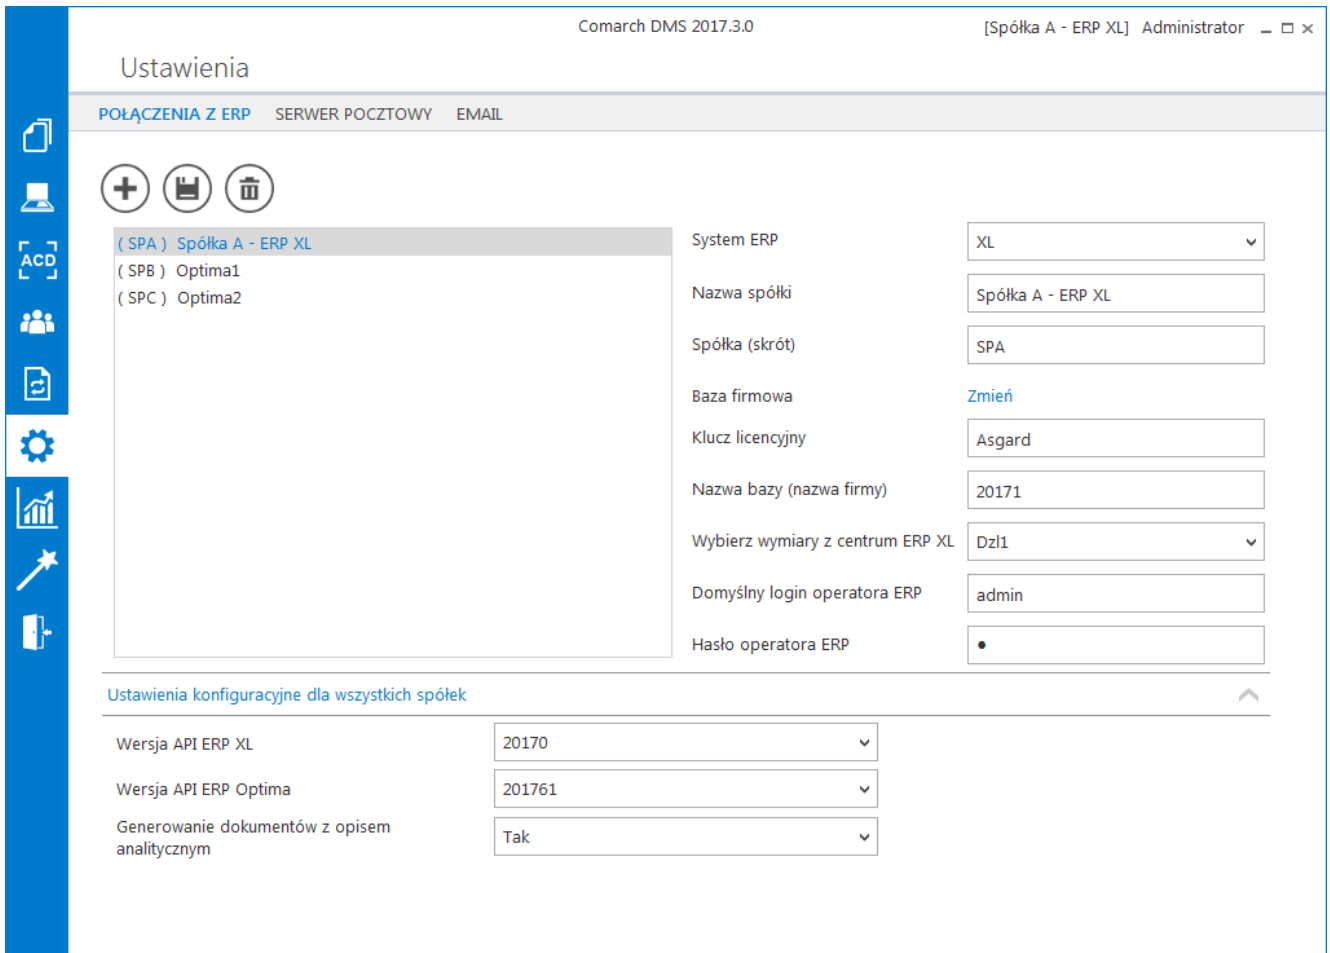 Comarch DMS 2017.3.0
[Spółka A - ERP XL] Administrator
Ustawienia
POŁĄCZENIA Z ERP SERWER POCZTOWY EMAIL
ACD
( SPA ) Spółka A - ERP XL
( SPB ) Optima1
( SPC ) Optima2
System ERP XL
Nazwa spółki Spółka A - ERP XL
Spółka (skrót) SPA
Baza firmowa Zmień
Klucz licencyjny Asgard
Nazwa bazy (nazwa firmy) 20171
Wybierz wymiary z centrum ERP XL Dzl1
Domyślny login operatora ERP admin
Hasło operatora ERP ●
Ustawienia konfiguracyjne dla wszystkich spółek
Wersja API ERP XL 20170
Wersja API ERP Optima 201761
Generowanie dokumentów z opisem
analitycznym Tak